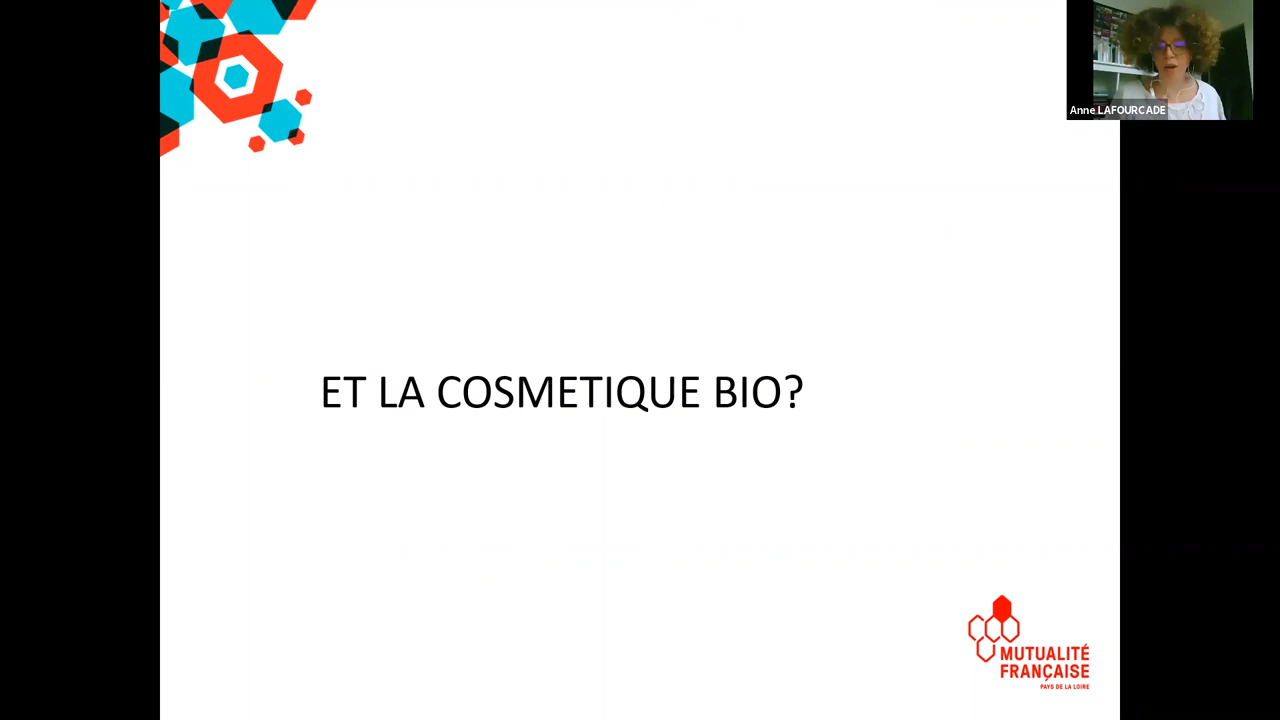 Anne LAFOURCADE
ET LA COSMETIQUE BIO?
MUTUALITÉ
FRANÇAISE
PAYS DE LA LOIRE